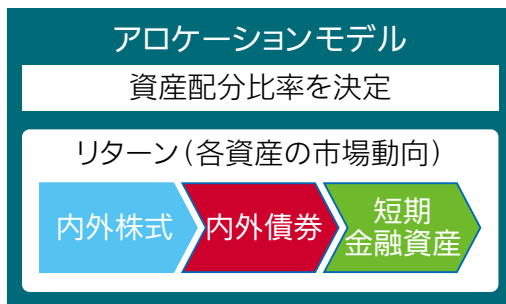 アロケーションモデル
資産配分比率を決定
リターン(各資産の市場動向)
内外株式
内外債券
短期
金融資産